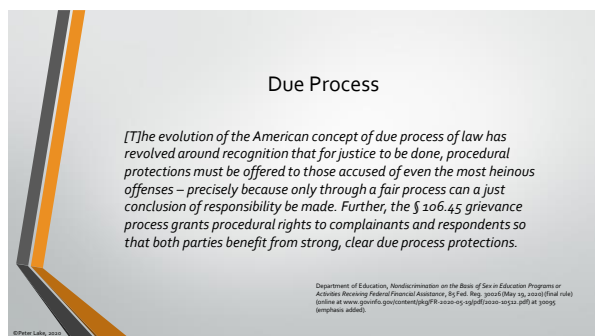 Due Process
[T]he evolution of the American concept of due process of law has
revolved around recognition that for justice to be done, procedural
protections must be offered to those accused of even the most heinous
offenses – precisely because only through a fair process can a just
conclusion of responsibility be made. Further, the § 106.45 grievance
process grants procedural rights to complainants and respondents so
that both parties benefit from strong, clear due process protections.
Department of Education, Nondiscrimination on the Basis of Sex in Education Programs or
Activities Receiving Federal Financial Assistance, 85 Fed. Reg. 30026 (May 19, 2020) (final rule)
(online at www.govinfo.gov/content/pkg/FR-2020-05-19/pdf/2020-10512.pdf) at 30095
(emphasis added).
©Peter Lake, 2020